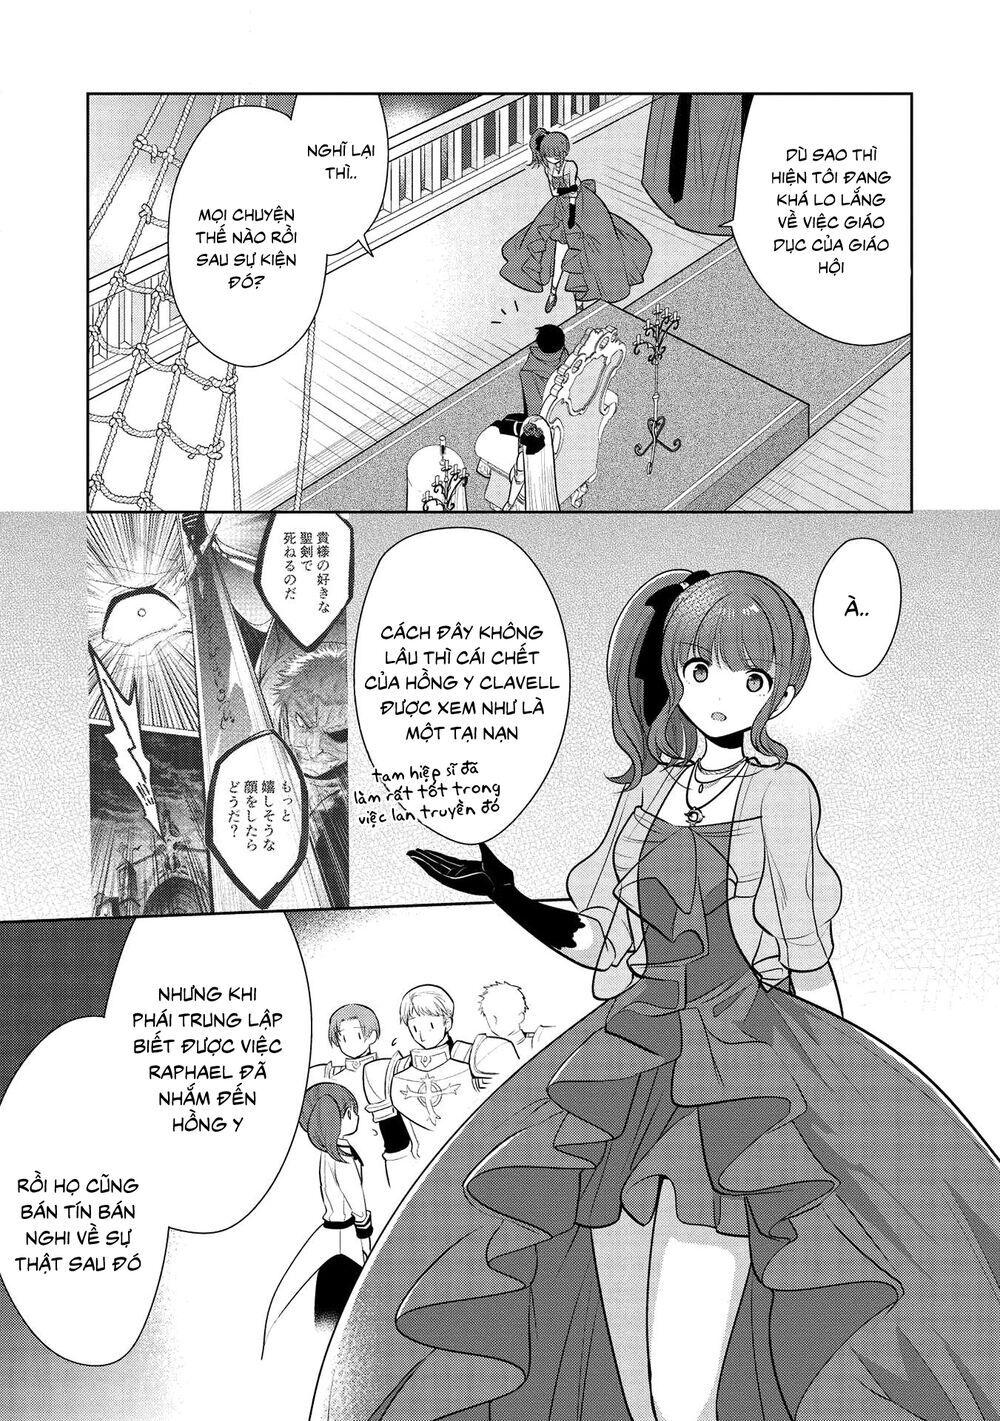 DÙ SAO THÌ
HIỆN TÔI ĐANG
KHÁ LO LẮNG
VỀ VIỆC GIÁO
DỤC CỦA GIÁO
HỘI
NGHĨ LẠI
THÌ..
MỌI CHUYỆN
THẾ NÀO RỒI
SAU SỰ KIỆN
ĐÓ?
À..
CÁCH ĐÂY KHÔNG
LÂU THÌ CÁI CHẾT
CỦA HỒNG Y CLAVELL
ĐƯỢC XEM NHƯ LÀ
MỘT TAI NẠN
tam hiệp sĩ đã
làm rất tốt trong
việc lan truyền đó
貴様の好きな
聖剣で
死ねるのだ
もっと
嬉しそうな
顔をしたら
どうだ?
NHƯNG KHI
PHÁI TRUNG LẬP
BIẾT ĐƯỢC VIỆC
RAPHAEL ĐÃ
NHẮM ĐẾN
HỒNG Y
RỒI HỌ CŨNG
BÁN TÍN BÁN
NGHI VỀ SỰ
THẬT SAU ĐÓ